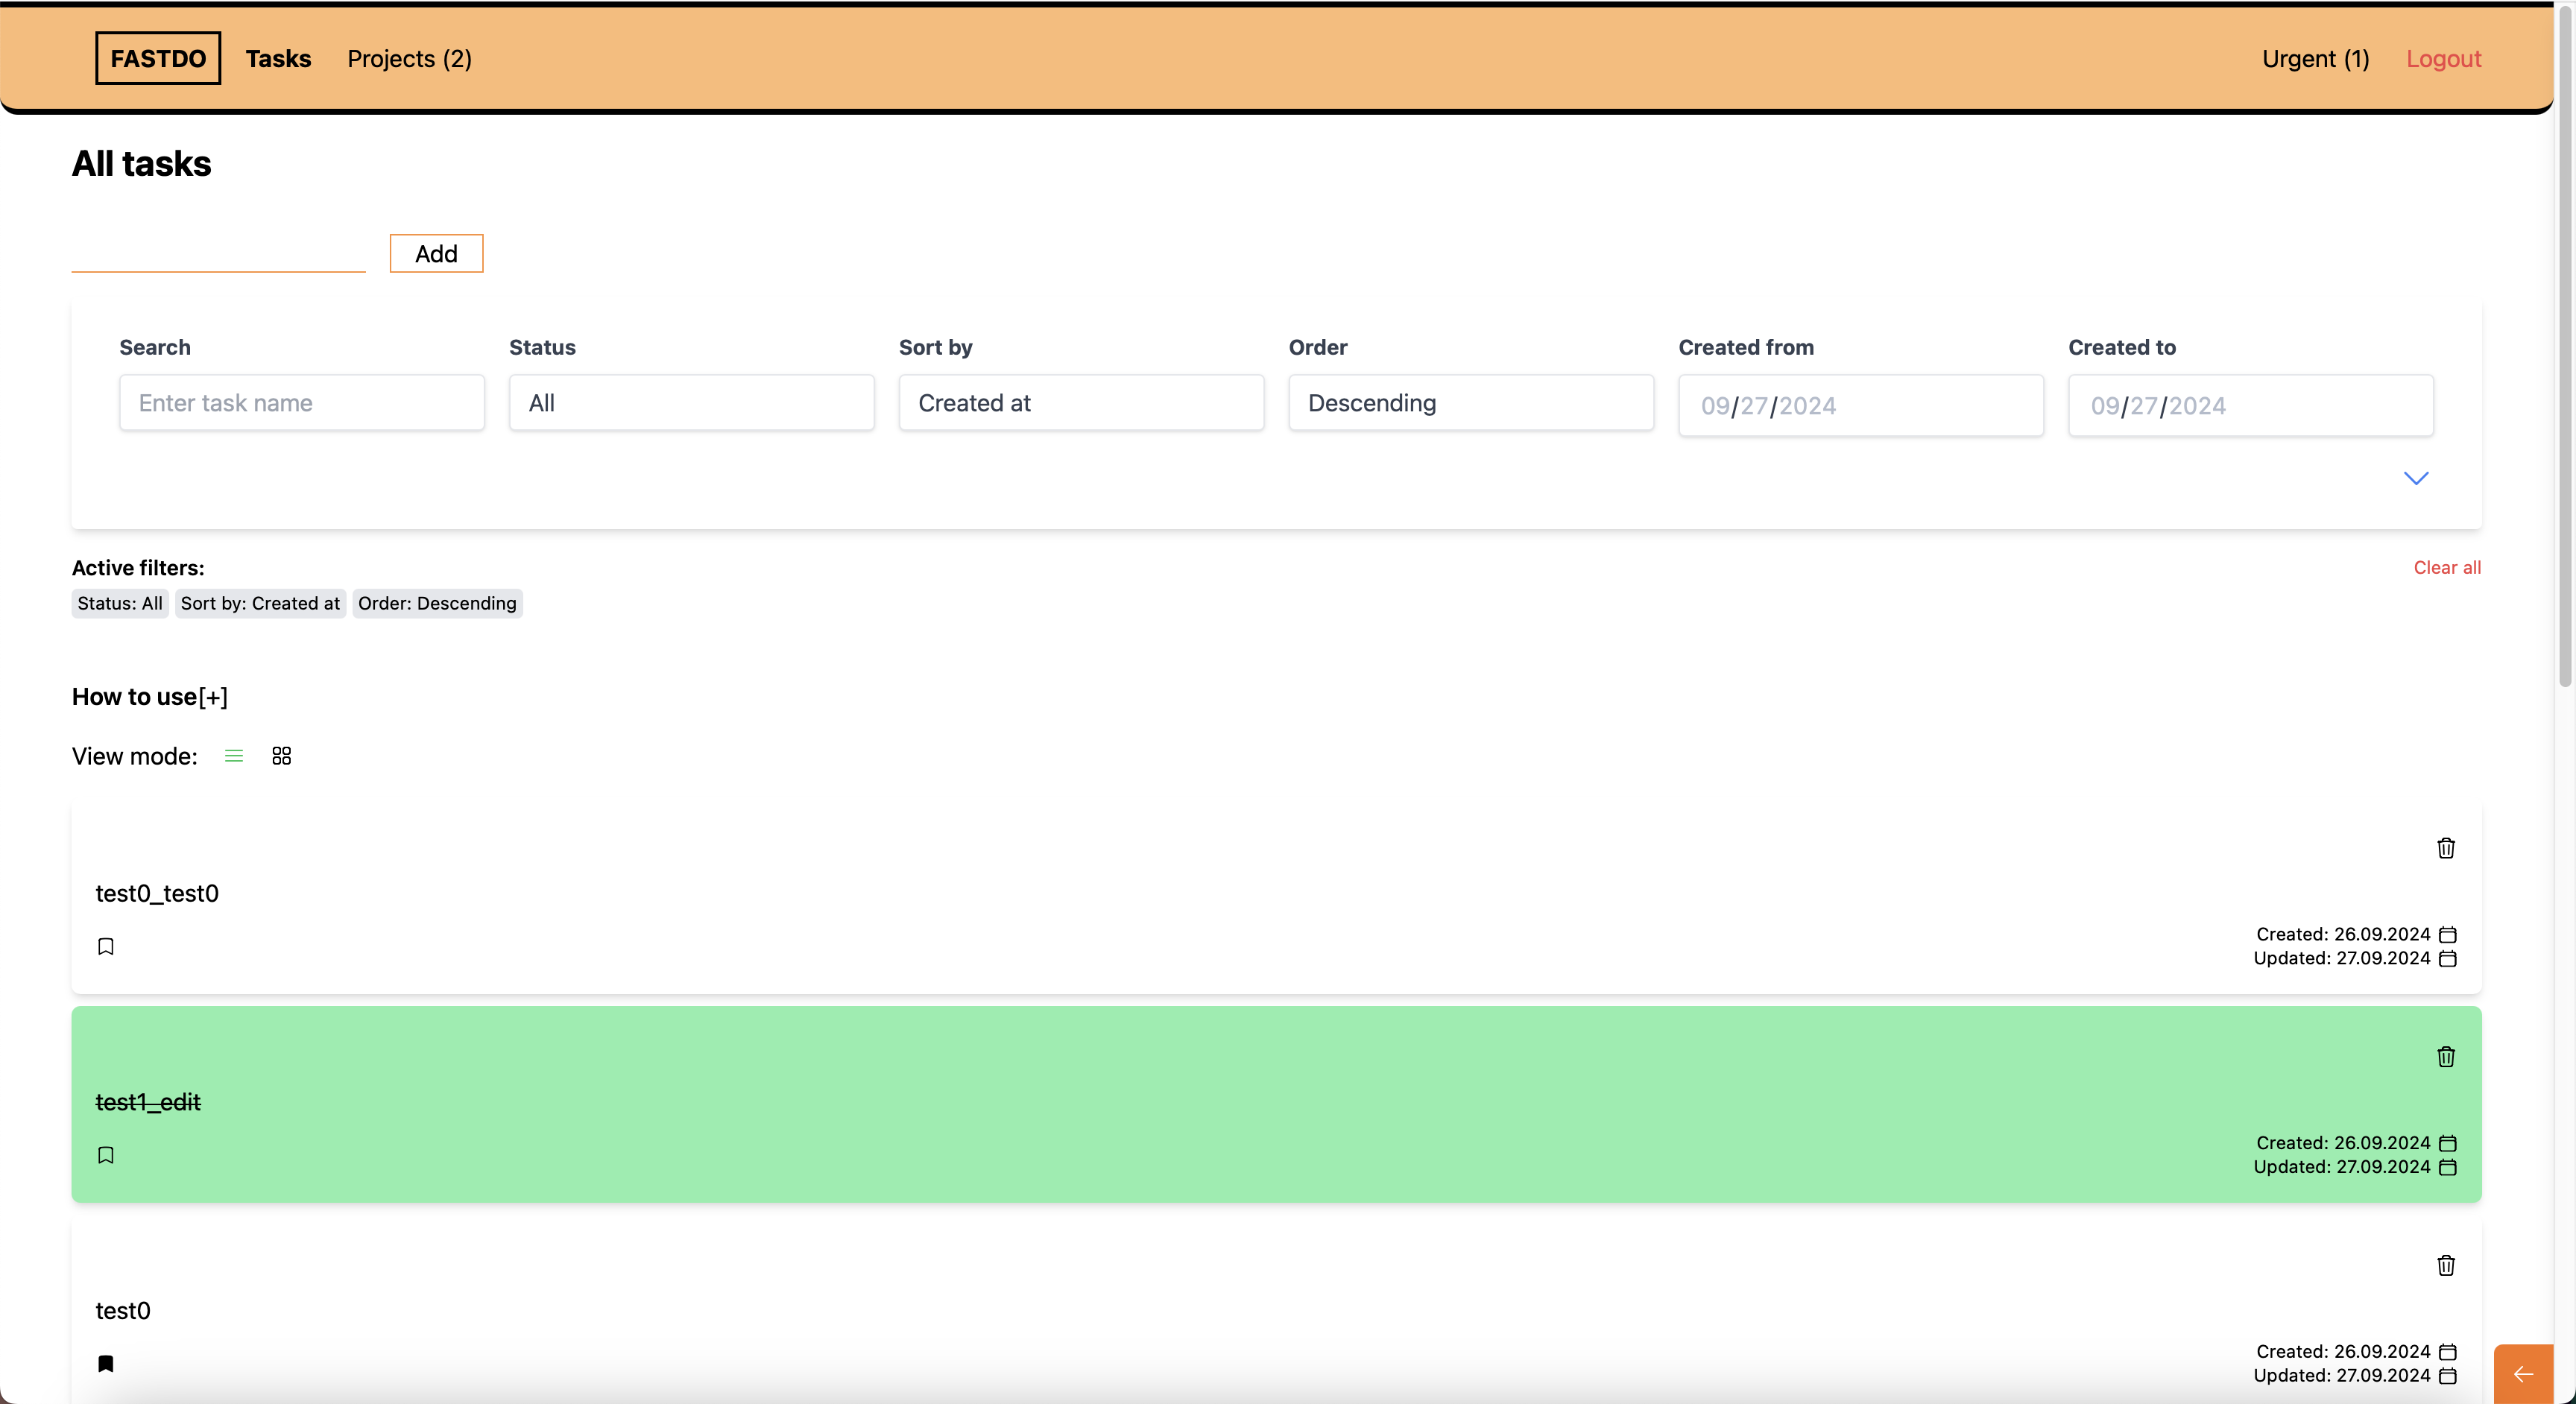 FASTDO Tasks Projects (2) Urgent (1) Logout
All tasks
Add
Search Status Sort by Order Created from Created to
Enter task name All Created at Descending 09/27/2024 09/27/2024
Active filters: Clear all
Status: All Sort by: Created at Order: Descending
How to use[+]
View mode:
test0_test0
Created: 26.09.2024
Updated: 27.09.2024
test1_edit
Created: 26.09.2024
Updated: 27.09.2024
test0
Created: 26.09.2024
Updated: 27.09.2024